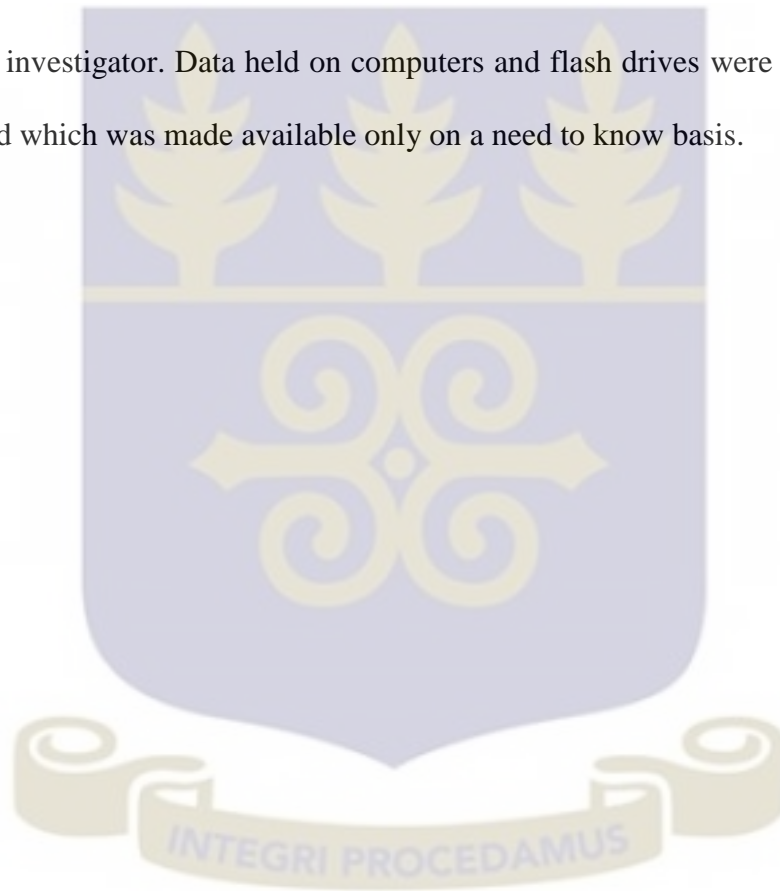 investigator. Data held on computers and flash drives were
which was made available only on a need to know basis.
INTEGRI PROCEDAMUS